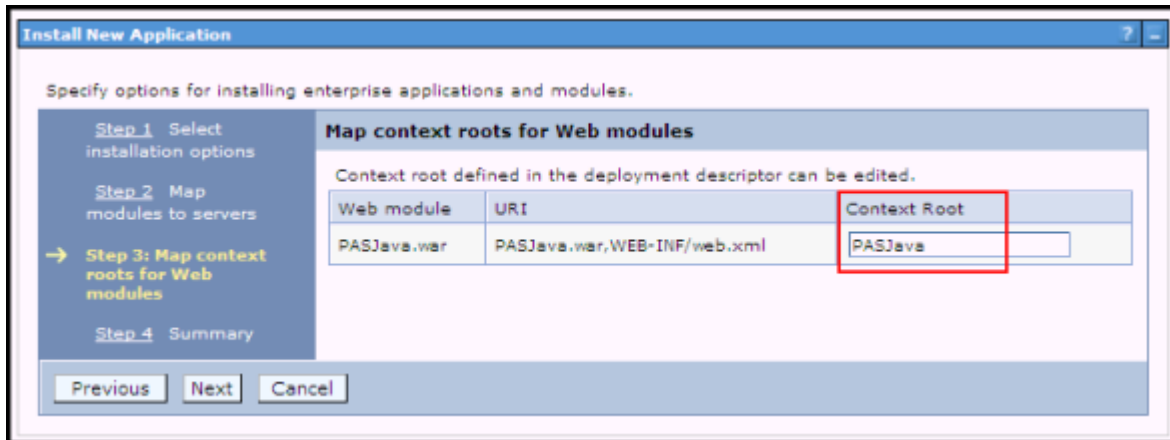 Install New Application
? -
Specify options for installing enterprise applications and modules.
Step 1 Select
installation options
Step 2 Map
modules to servers
Step 3: Map context
roots for Web
modules
Step 4 Summary
Map context roots for Web modules
Context root defined in the deployment descriptor can be edited.
Web module URI Context Root
PASJava.war PASJava.war,WEB-INF/web.xml PASJava
Previous Next Cancel